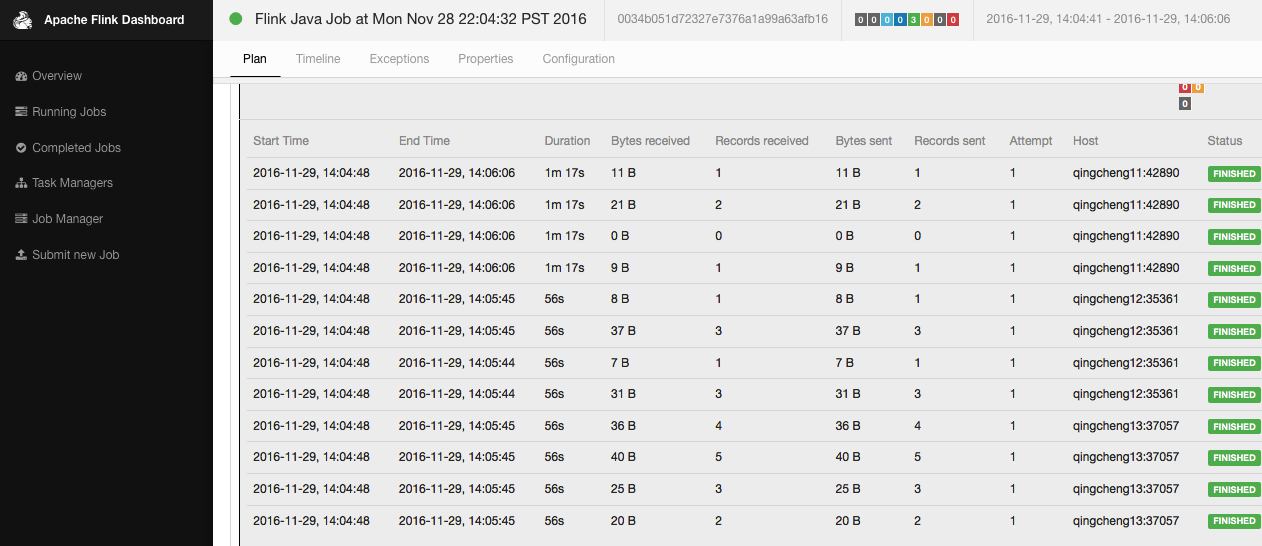 Apache Flink Dashboard
Overview
Running Jobs
Completed Jobs
Task Managers
Job Manager
Submit new Job
Flink Java Job at Mon Nov 28 22:04:32 PST 2016 0034b051d72327e7376a1a99a63afb16 0 0 0 0 3 0 0 0 2016-11-29, 14:04:41 - 2016-11-29, 14:06:06
Plan Timeline Exceptions Properties Configuration
0 0
0
Start Time End Time Duration Bytes received Records received Bytes sent Records sent Attempt Host Status
2016-11-29, 14:04:48 2016-11-29, 14:06:06 1m 17s 11 B 1 11 B 1 1 qingcheng11:42890 FINISHED
2016-11-29, 14:04:48 2016-11-29, 14:06:06 1m 17s 21 B 2 21 B 2 1 qingcheng11:42890 FINISHED
2016-11-29, 14:04:48 2016-11-29, 14:06:06 1m 17s 0 B 0 0 B 0 1 qingcheng11:42890 FINISHED
2016-11-29, 14:04:48 2016-11-29, 14:06:06 1m 17s 9 B 1 9 B 1 1 qingcheng11:42890 FINISHED
2016-11-29, 14:04:48 2016-11-29, 14:05:45 56s 8 B 1 8 B 1 1 qingcheng12:35361 FINISHED
2016-11-29, 14:04:48 2016-11-29, 14:05:45 56s 37 B 3 37 B 3 1 qingcheng12:35361 FINISHED
2016-11-29, 14:04:48 2016-11-29, 14:05:44 56s 7 B 1 7 B 1 1 qingcheng12:35361 FINISHED
2016-11-29, 14:04:48 2016-11-29, 14:05:44 56s 31 B 3 31 B 3 1 qingcheng12:35361 FINISHED
2016-11-29, 14:04:48 2016-11-29, 14:05:45 56s 36 B 4 36 B 4 1 qingcheng13:37057 FINISHED
2016-11-29, 14:04:48 2016-11-29, 14:05:45 56s 40 B 5 40 B 5 1 qingcheng13:37057 FINISHED
2016-11-29, 14:04:48 2016-11-29, 14:05:45 56s 25 B 3 25 B 3 1 qingcheng13:37057 FINISHED
2016-11-29, 14:04:48 2016-11-29, 14:05:45 56s 20 B 2 20 B 2 1 qingcheng13:37057 FINISHED